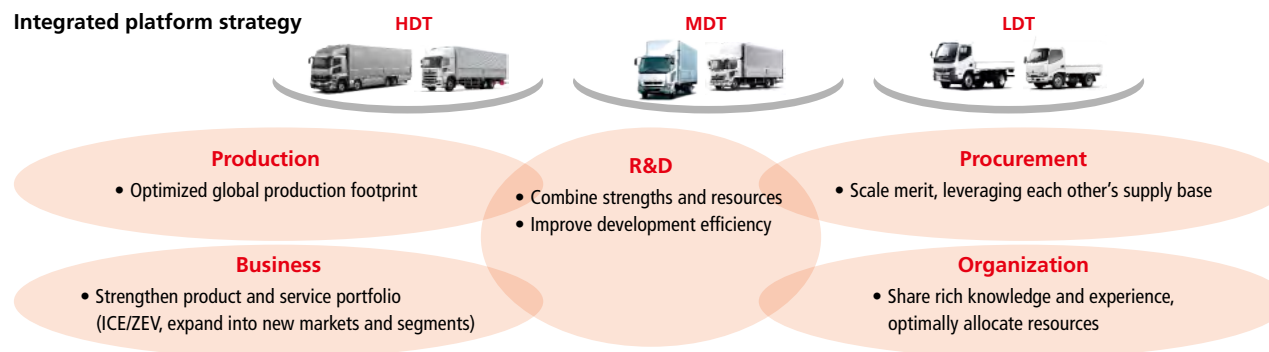 Integrated platform strategy
HDT
MDT
LDT
Production
• Optimized global production footprint
R&D
• Combine strengths and resources
• Improve development efficiency
Procurement
• Scale merit, leveraging each other’s supply base
Business
• Strengthen product and service portfolio
(ICE/ZEV, expand into new markets and segments)
Organization
• Share rich knowledge and experience,
optimally allocate resources